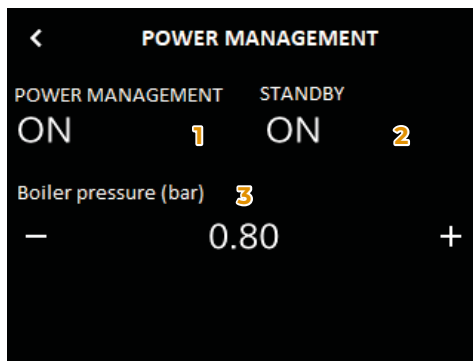 POWER MANAGEMENT
POWER MANAGEMENT STANDBY
ON 1 ON 2
Boiler pressure (bar) 3
− 0.80 +